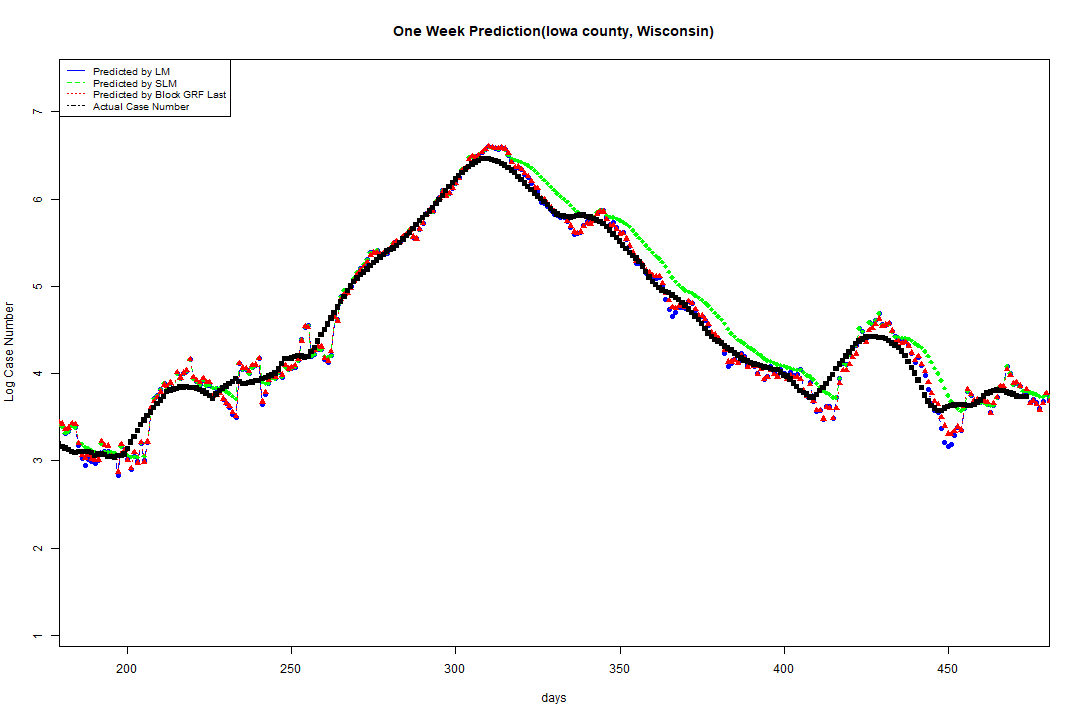 One Week Prediction(Iowa county, Wisconsin)
Predicted by LM
Predicted by SLM
Predicted by Block GRF Last
Actual Case Number
7
6
5
4
3
2
1
Log Case Number
200 250 300 350 400 450
days